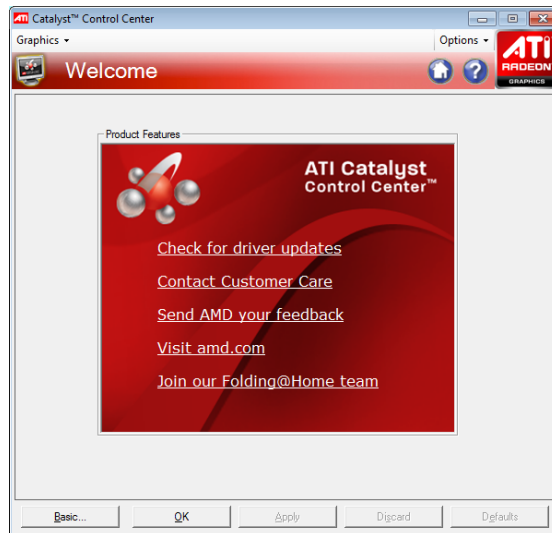 ATI Catalyst™ Control Center
Graphics Options
Welcome
ATI
RADEON
GRAPHICS
Product Features
ATI Catalyst
Control Center™
Check for driver updates
Contact Customer Care
Send AMD your feedback
Visit amd.com
Join our Folding@Home team
Basic... OK Apply Discard Defaults